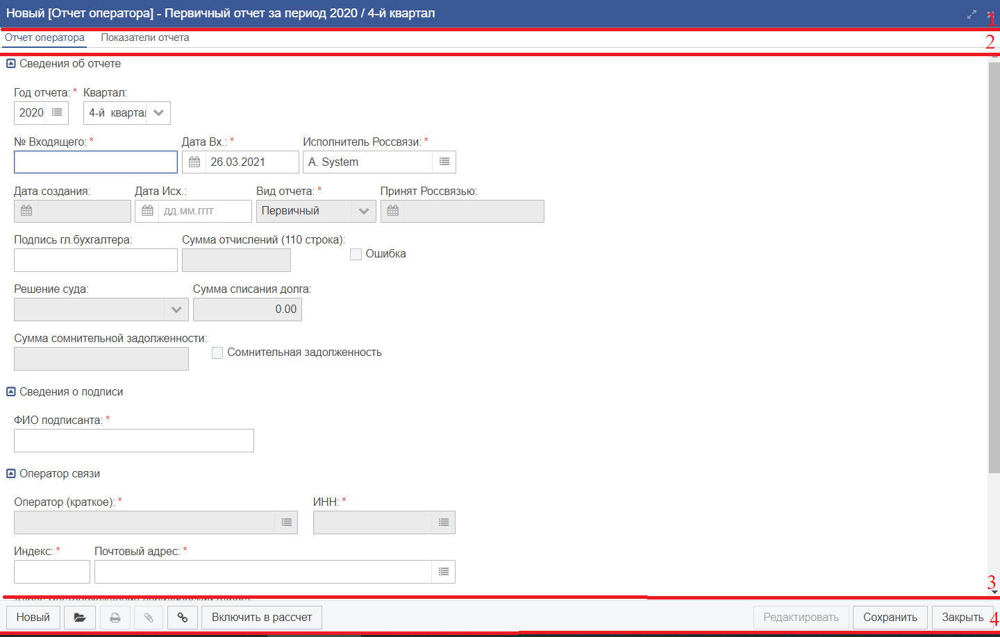 Новый [Отчет оператора] - Первичный отчет за период 2020 / 4-й квартал
1
Отчет оператора Показатели отчета
2
Сведения об отчете
Год отчета: * Квартал:
2020 4-й квартал
№ Входящего: * Дата Вх.: * Исполнитель Россвязи: *
26.03.2021 A. System
Дата создания: Дата Исх.: Вид отчета: * Принят Россвязью:
дд.мм.гггг Первичный
Подпись гл.бухгалтера: Сумма отчислений (110 строка):
Ошибка
Решение суда: Сумма списания долга:
0.00
Сумма сомнительной задолженности:
Сомнительная задолженность
Сведения о подписи
ФИО подписанта: *
Оператор связи
Оператор (краткое): * ИНН: *
Индекс: * Почтовый адрес: *
3
Новый Включить в рассчет Редактировать Сохранить Закрыть
4